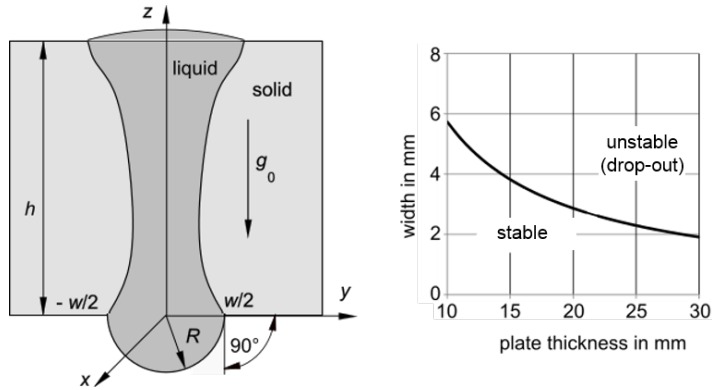 z
liquid
solid
g₀
h
- w/2
w/2
y
R
90°
x
8
6
4
2
0
width in mm
unstable
(drop-out)
stable
10 15 20 25 30
plate thickness in mm